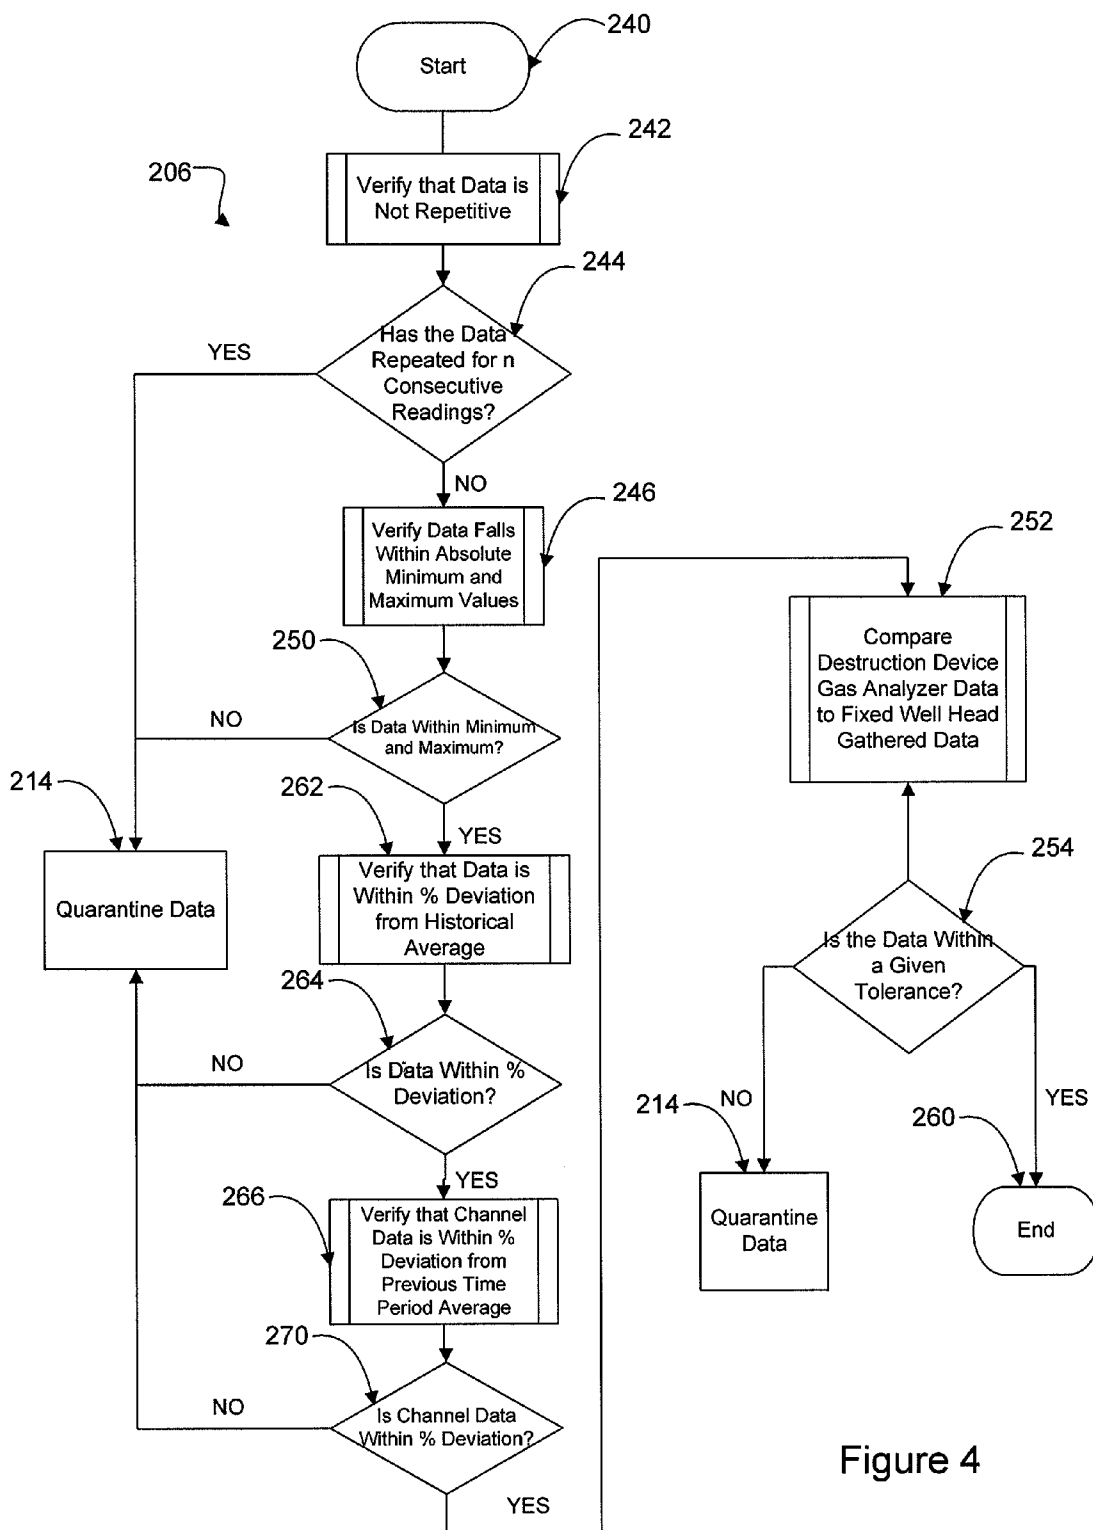 240
Start
242
206
Verify that Data is
Not Repetitive
244
Has the Data
Repeated for n
Consecutive
Readings?
YES
NO
246
Verify Data Falls
Within Absolute
Minimum and
Maximum Values
252
Compare
Destruction Device
Gas Analyzer Data
to Fixed Well Head
Gathered Data
250
Is Data Within Minimum
and Maximum?
NO
YES
214
Quarantine Data
262
Verify that Data is
Within % Deviation
from Historical
Average
254
Is the Data Within
a Given
Tolerance?
264
Is Data Within %
Deviation?
NO
YES
NO
YES
214
Quarantine
Data
260
End
266
Verify that Channel
Data is Within %
Deviation from
Previous Time
Period Average
270
Is Channel Data
Within % Deviation?
NO
YES
Figure 4